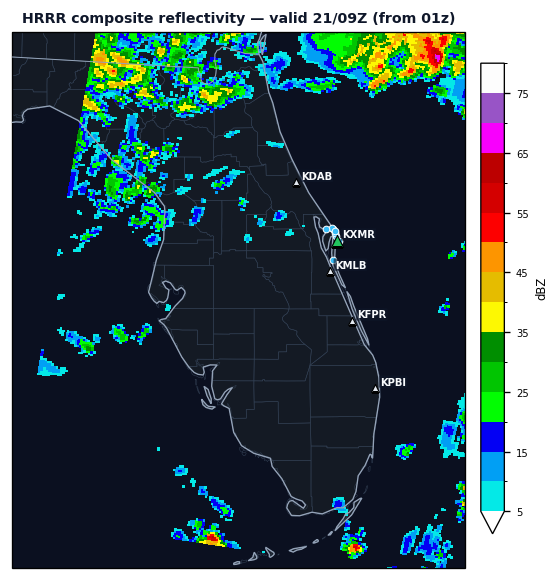 HRRR composite reflectivity — valid 21/09Z (from 01z)
KDAB
KXMR
KMLB
KFPR
KPBI
75
65
55
45
35
25
15
5
dBZ